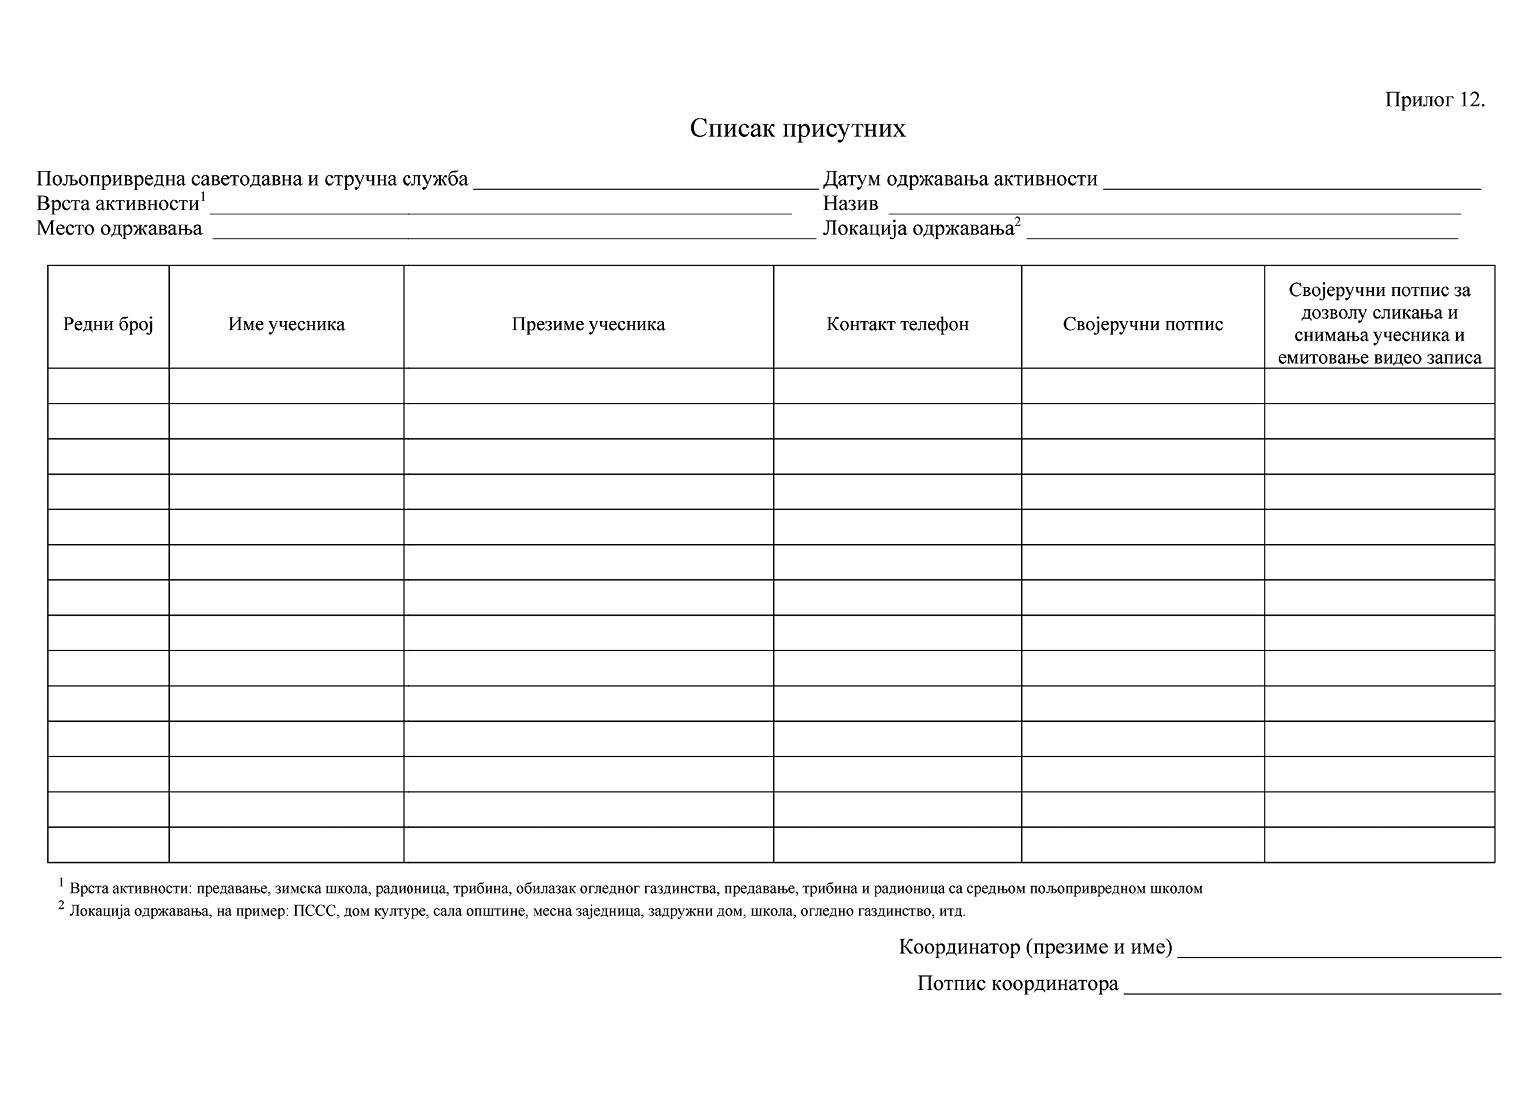 Прилог 12.
Списак присутних
Пољопривредна саветодавна и стручна служба Датум одржавања активности
Врста активности1 Назив
Место одржавања Локација одржавања2
Редни број
Име учесника
Презиме учесника
Контакт телефон
Својеручни потпис
Својеручни потпис за
дозволу сликања и
снимања учесника и
емитовање видео записа
1 Врста активности: предавање, зимска школа, радионица, трибина, обилазак огледног газдинства, предавање, трибина и радионица са средњом пољопривредном школом
2 Локација одржавања, на пример: ПССС, дом културе, сала општине, месна заједница, задружни дом, школа, огледно газдинство, итд.
Координатор (презиме и име)
Потпис координатора